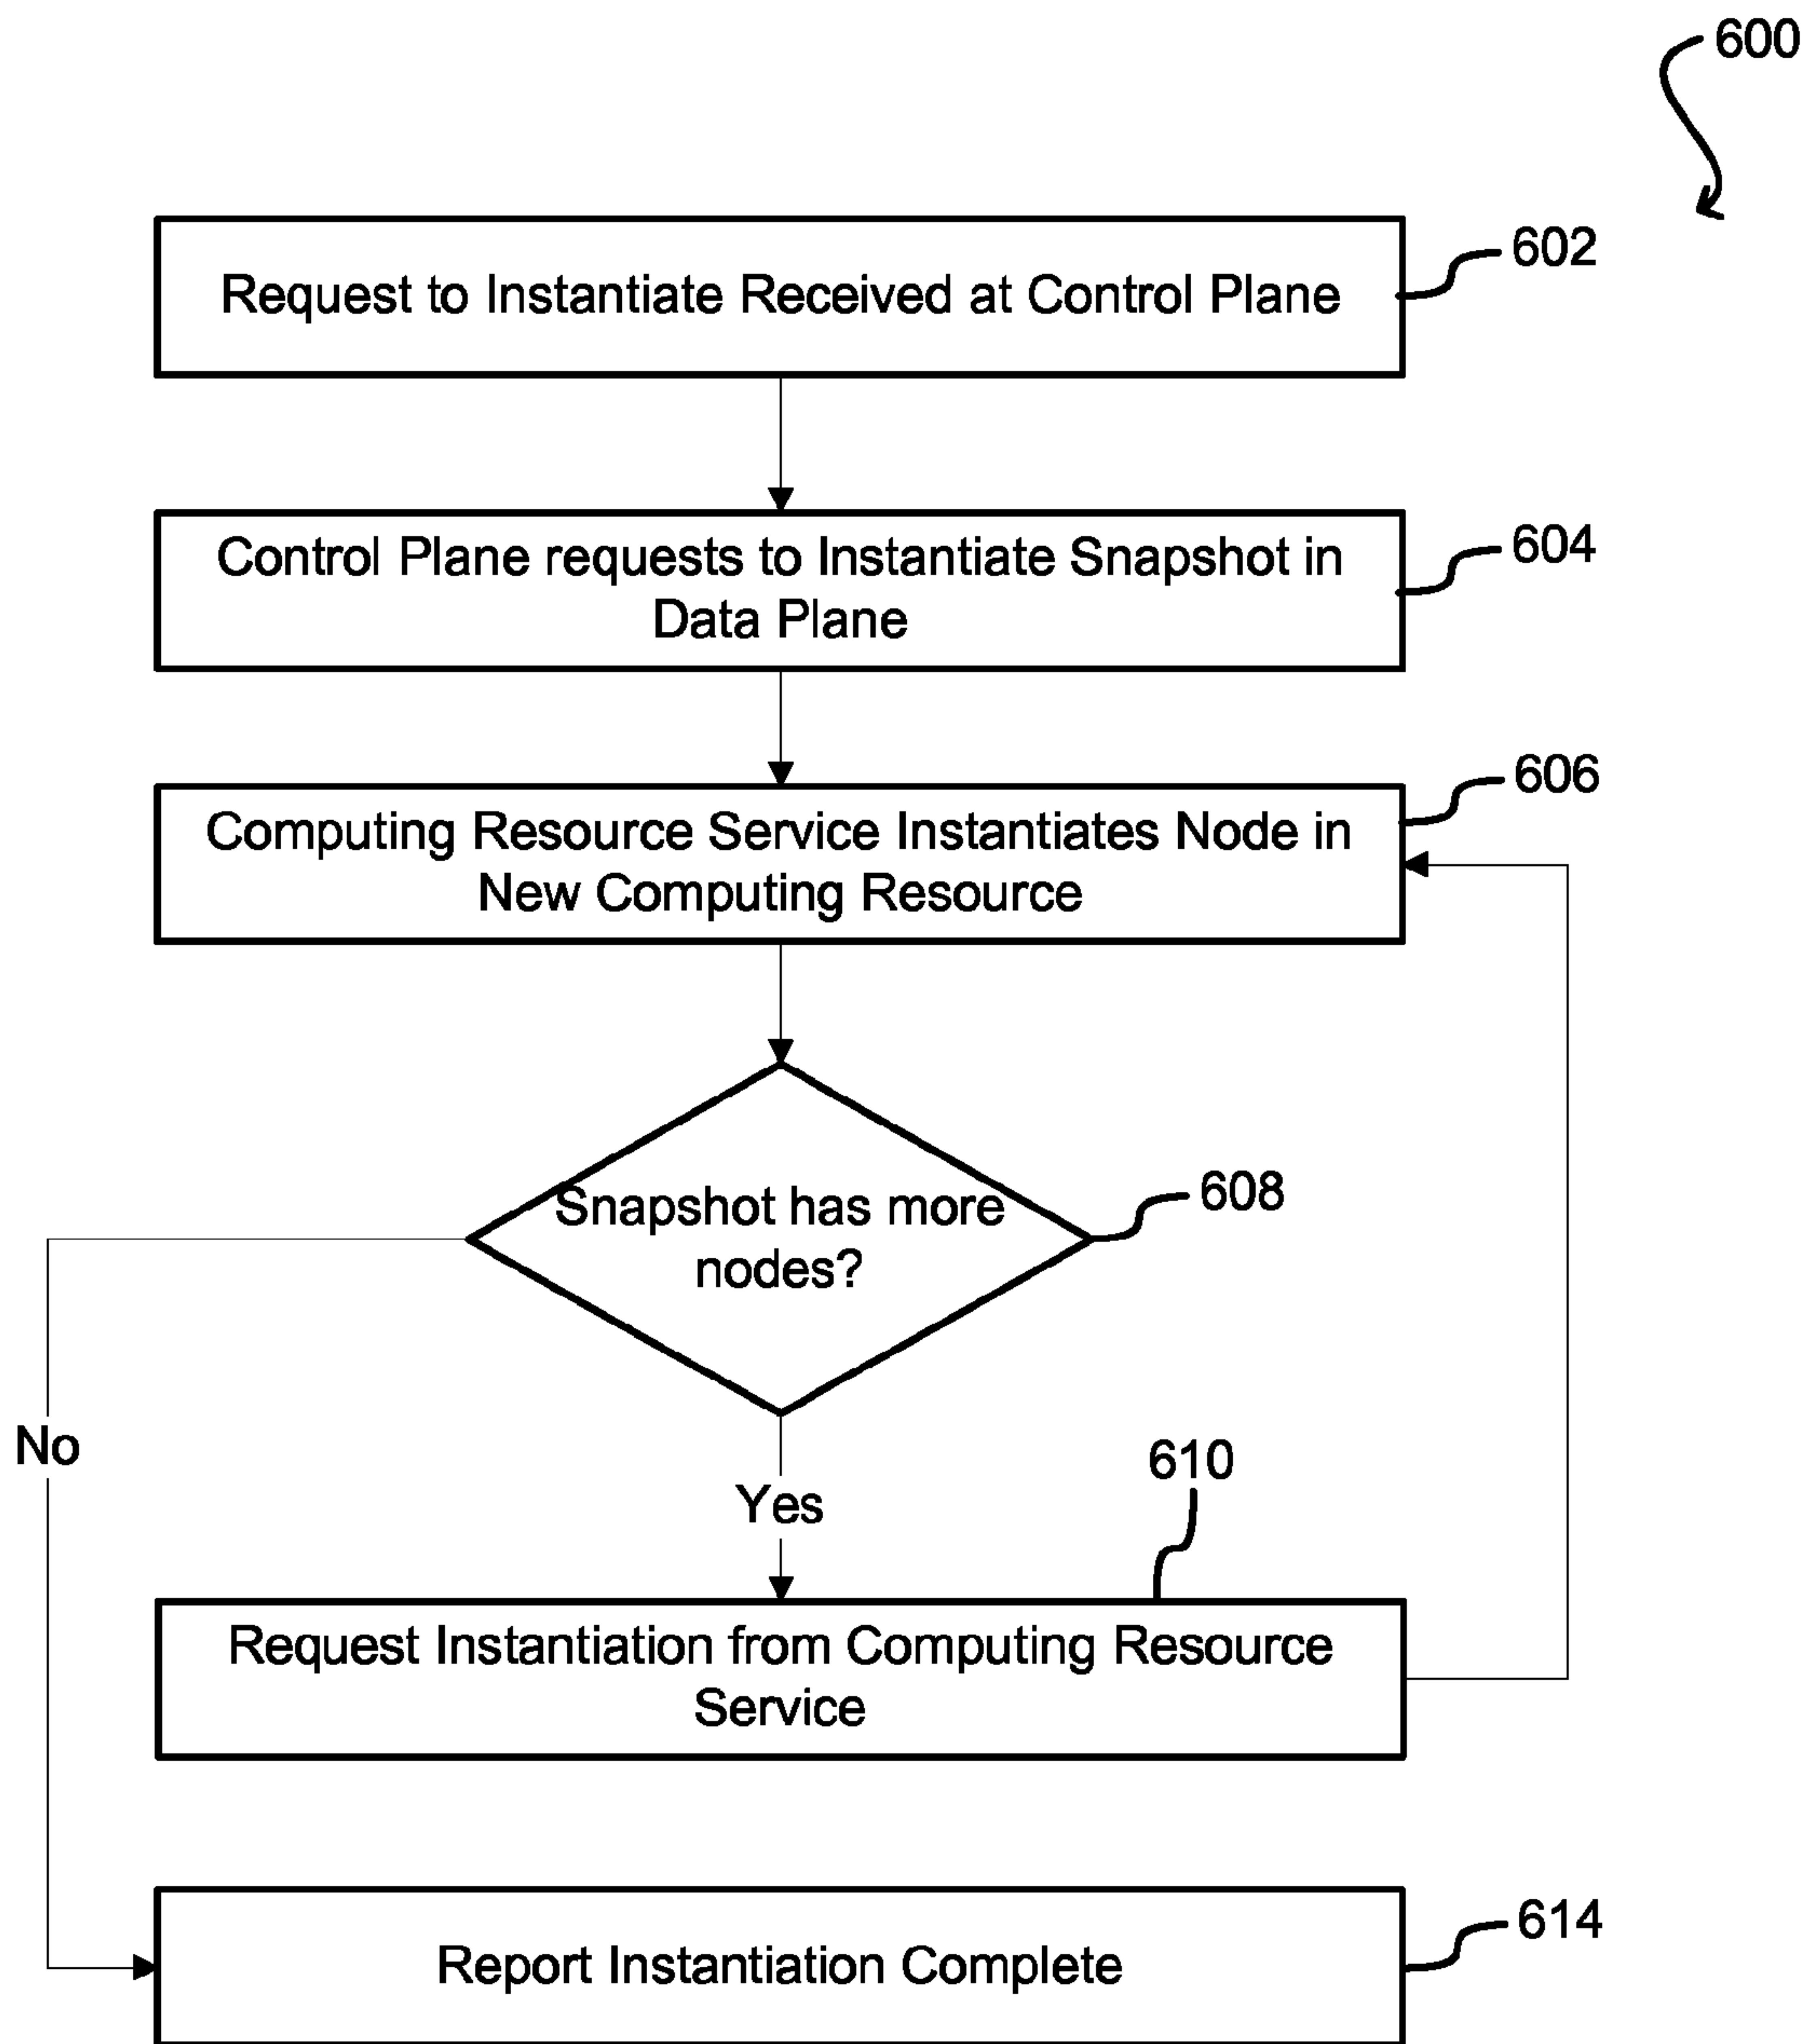 600
Request to Instantiate Received at Control Plane
602
Control Plane requests to Instantiate Snapshot in
Data Plane
604
Computing Resource Service Instantiates Node in
New Computing Resource
606
Snapshot has more
nodes?
608
No
Yes
610
Request Instantiation from Computing Resource
Service
Report Instantiation Complete
614